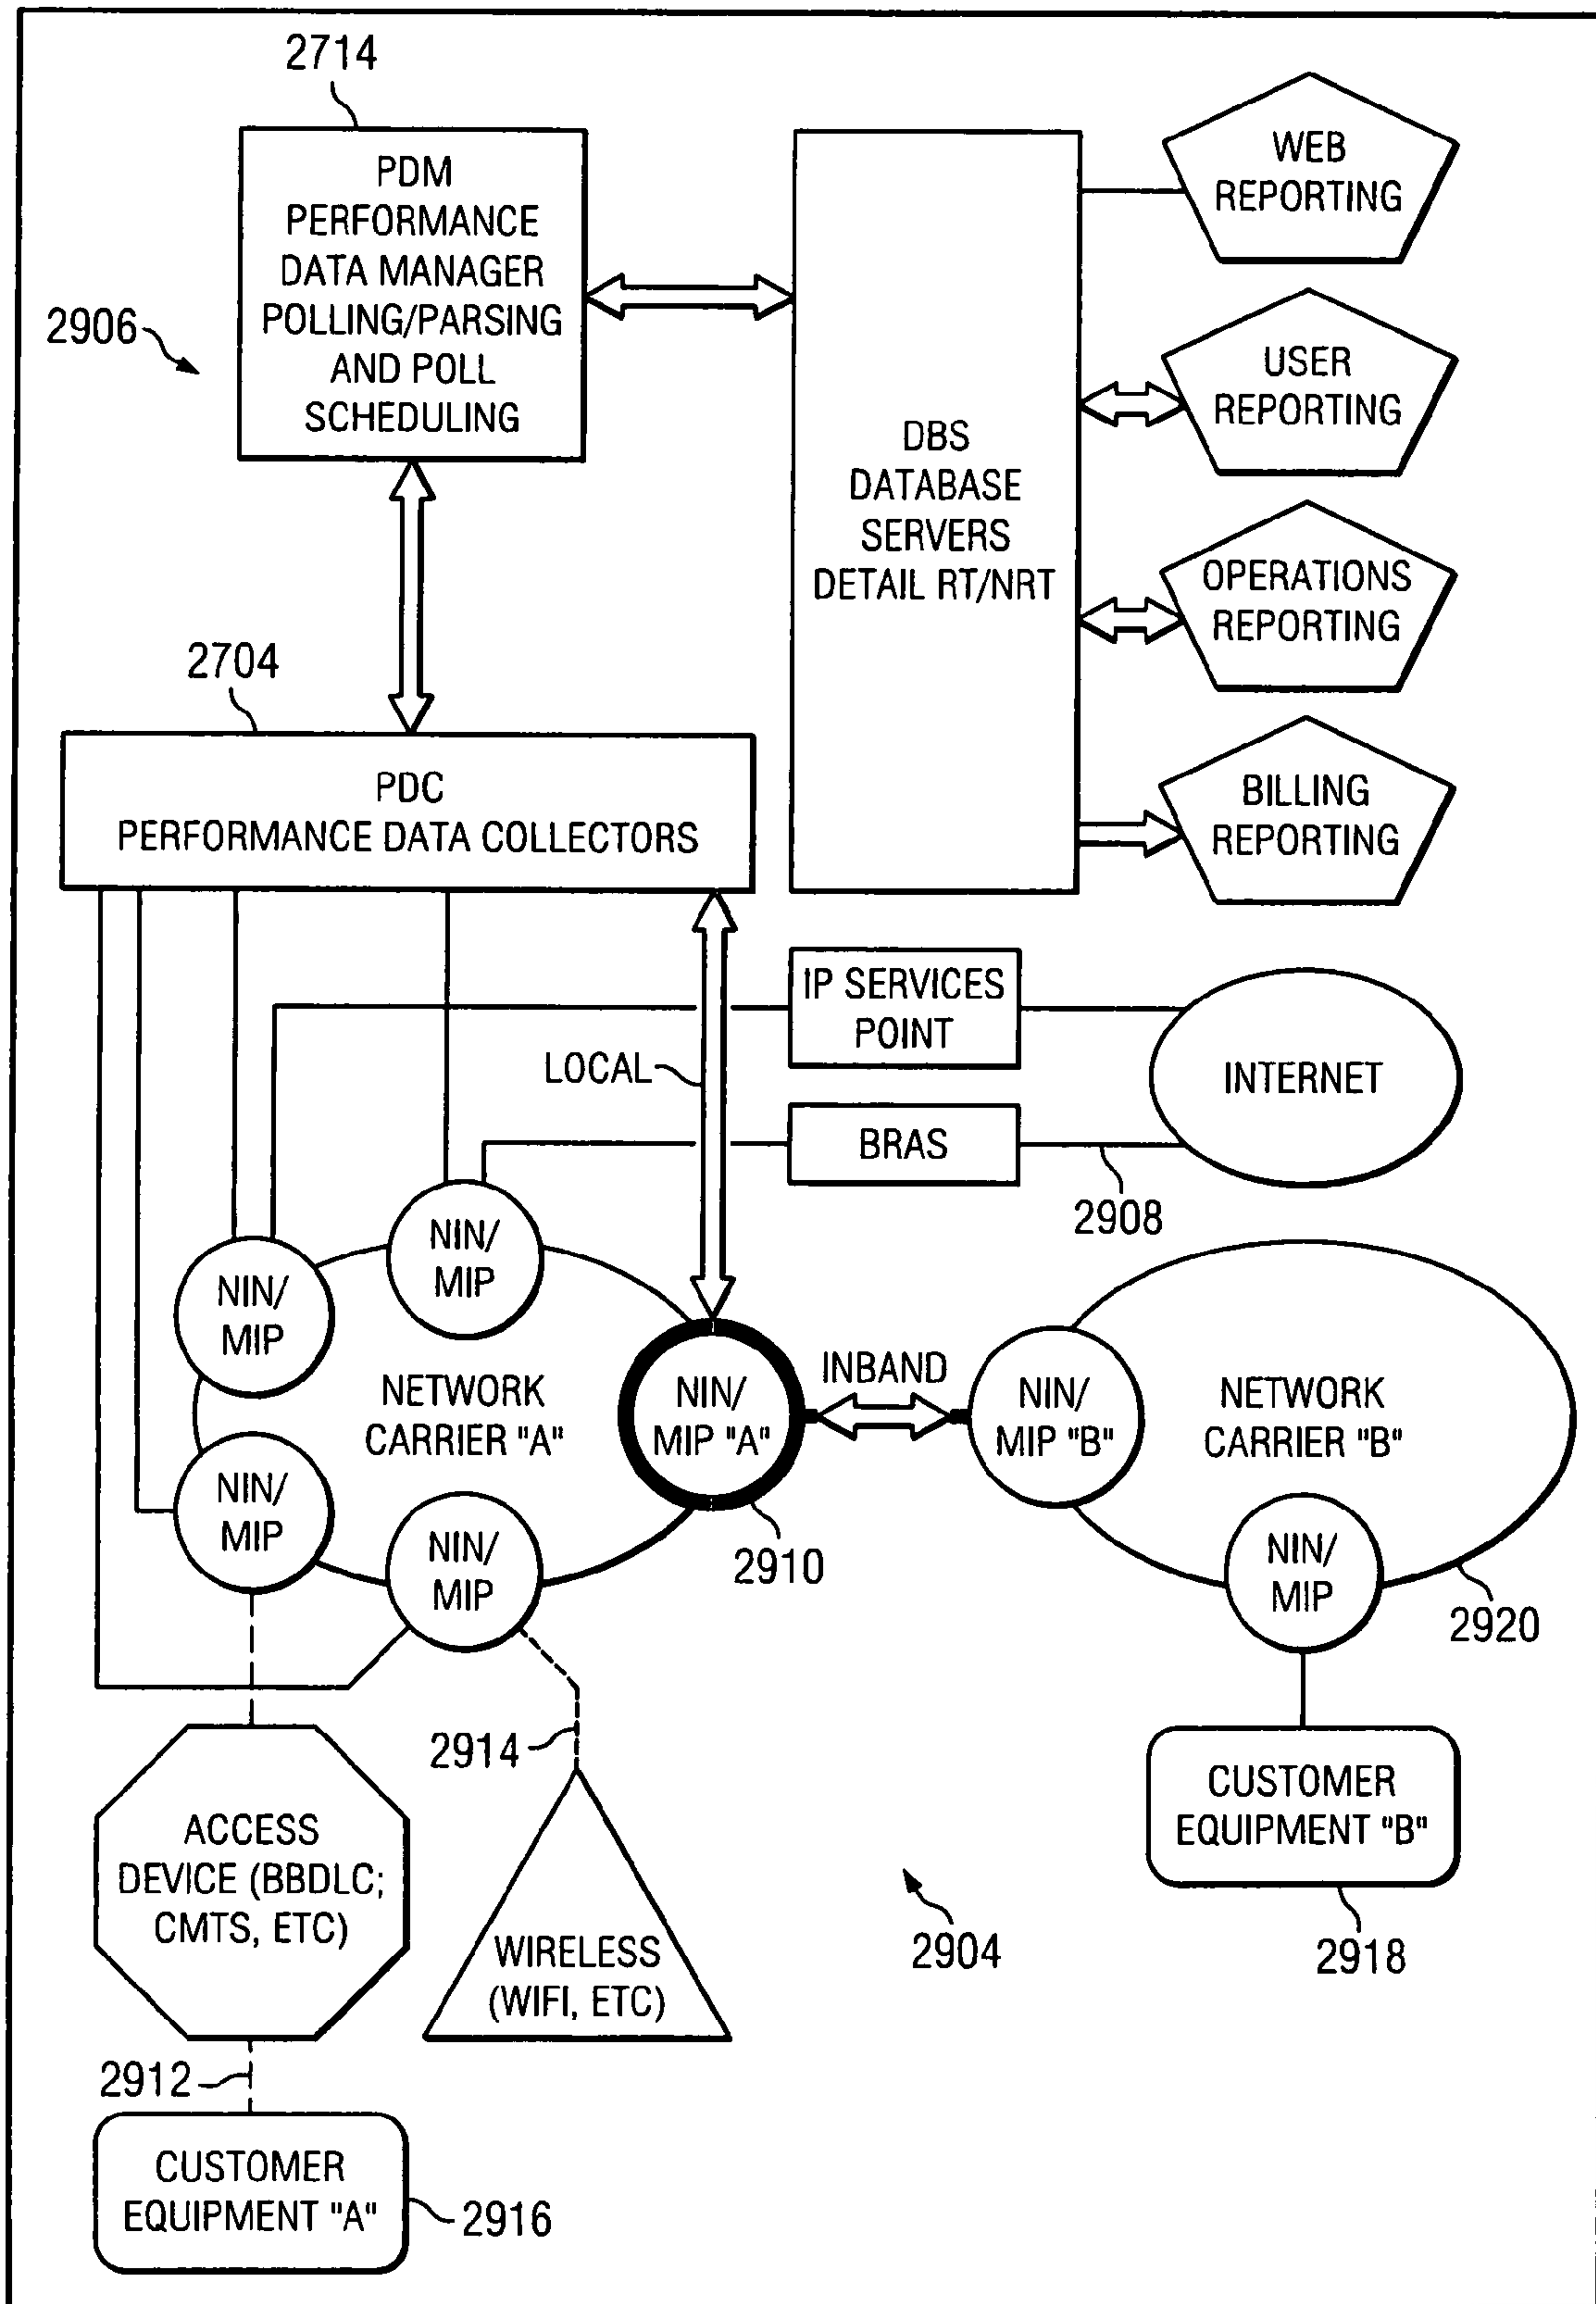 2714
PDM
PERFORMANCE
DATA MANAGER
POLLING/PARSING
AND POLL
SCHEDULING
2906
DBS
DATABASE
SERVERS
DETAIL RT/NRT
WEB
REPORTING
USER
REPORTING
OPERATIONS
REPORTING
BILLING
REPORTING
2704
PDC
PERFORMANCE DATA COLLECTORS
IP SERVICES
POINT
LOCAL
INTERNET
BRAS
2908
NIN/
MIP
NIN/
MIP
NETWORK
CARRIER "A"
NIN/
MIP "A"
INBAND
NIN/
MIP "B"
NETWORK
CARRIER "B"
NIN/
MIP
NIN/
MIP
2910
NIN/
MIP
2920
2914
ACCESS
DEVICE (BBDLC;
CMTS, ETC)
WIRELESS
(WIFI, ETC)
CUSTOMER
EQUIPMENT "B"
2904
2918
2912
CUSTOMER
EQUIPMENT "A"
2916